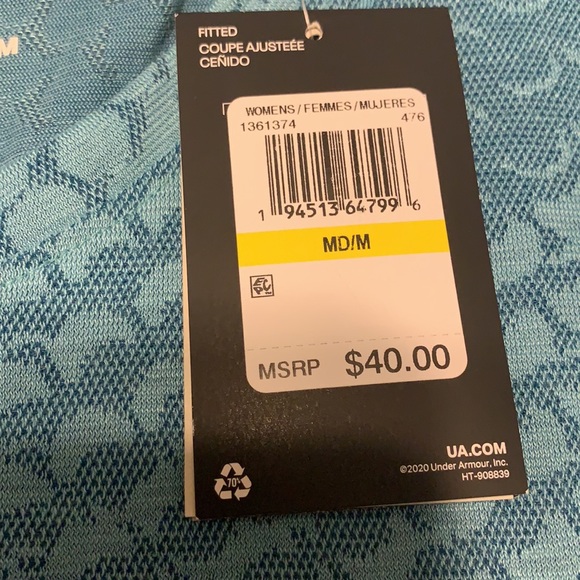 M
FITTED
COUPE AJUSTEÉE
CEÑIDO
WOMENS/FEMMES/MUJERES
1361374 476
1 94513 64799 6
MD/M
MSRP $40.00
UA.COM
©2020 Under Armour, Inc.
HT-908839
70%